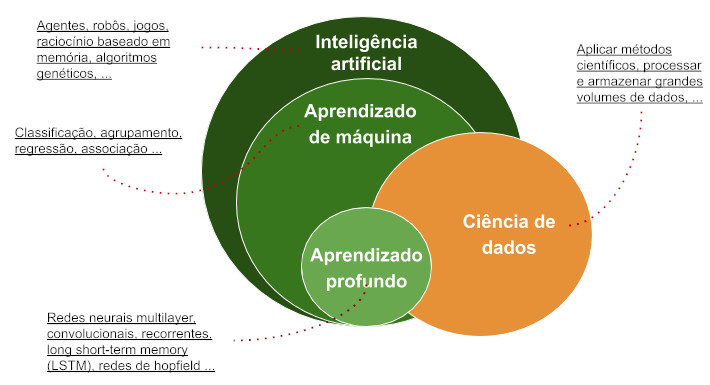 Agentes, robôs, jogos,
raciocínio baseado em
memória, algoritmos
genéticos, ...
Inteligência
artificial
Aplicar métodos
científicos, processar
e armazenar grandes
volumes de dados, ...
Aprendizado
de máquina
Classificação, agrupamento,
regressão, associação ...
Ciência de
dados
Aprendizado
profundo
Redes neurais multilayer,
convolucionais, recorrentes,
long short-term memory
(LSTM), redes de hopfield ...